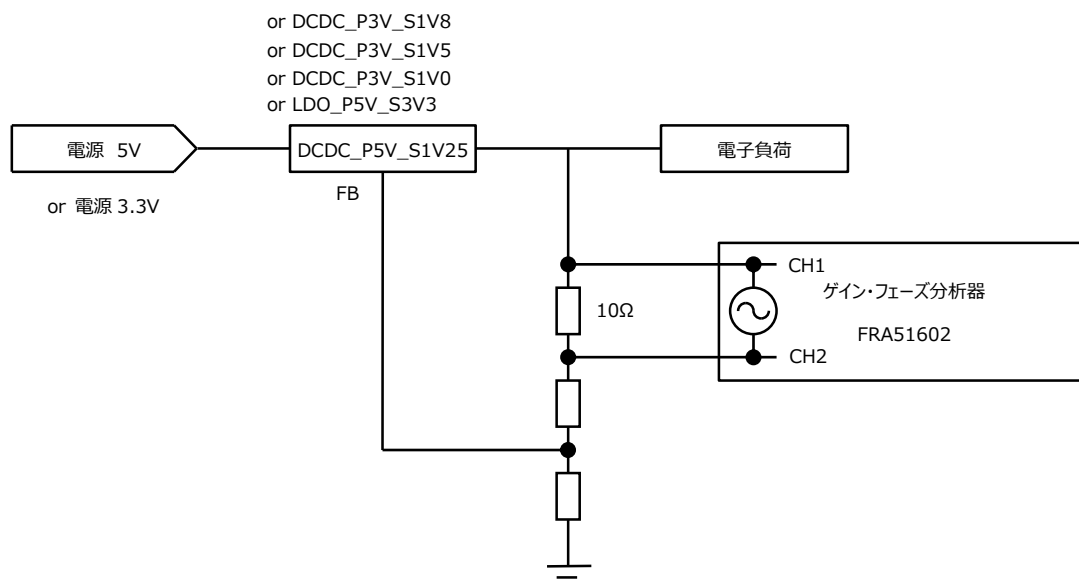 or DCDC_P3V_S1V8
or DCDC_P3V_S1V5
or DCDC_P3V_S1V0
or LDO_P5V_S3V3
電源 5V
DCDC_P5V_S1V25
電子負荷
FB
or 電源 3.3V
CH1
ゲイン・フェーズ分析器
10Ω
FRA51602
CH2